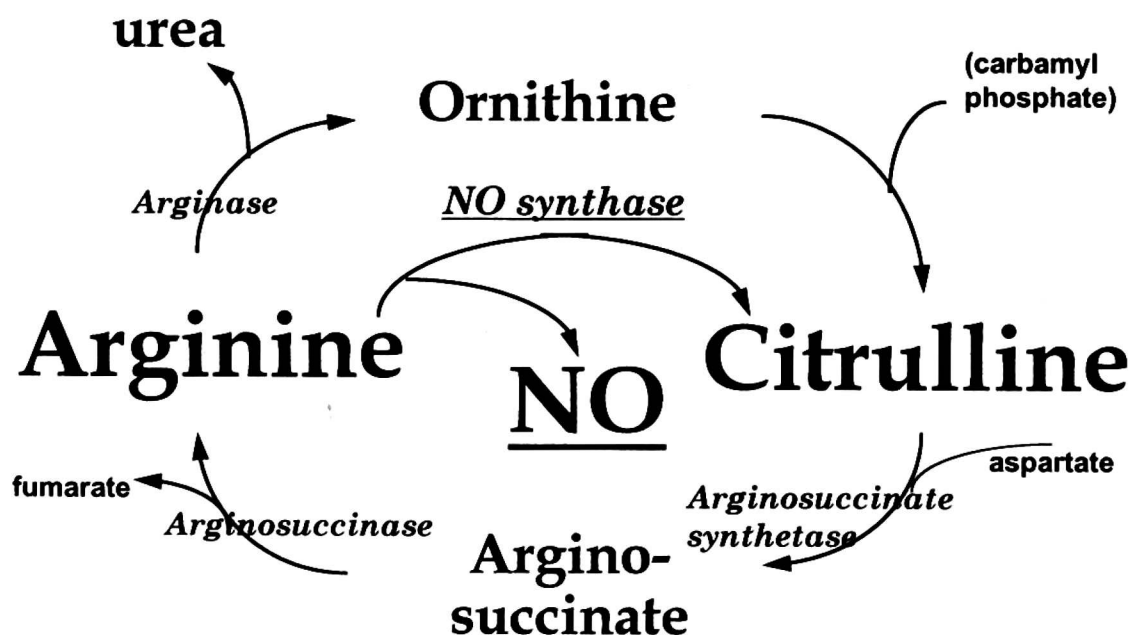 urea
Ornithine
(carbamyl
phosphate)
Arginase
NO synthase
Arginine
NO
Citrulline
fumarate
Arginosuccinase
Arginosuccinate
synthetase
aspartate
Argino-
succinate